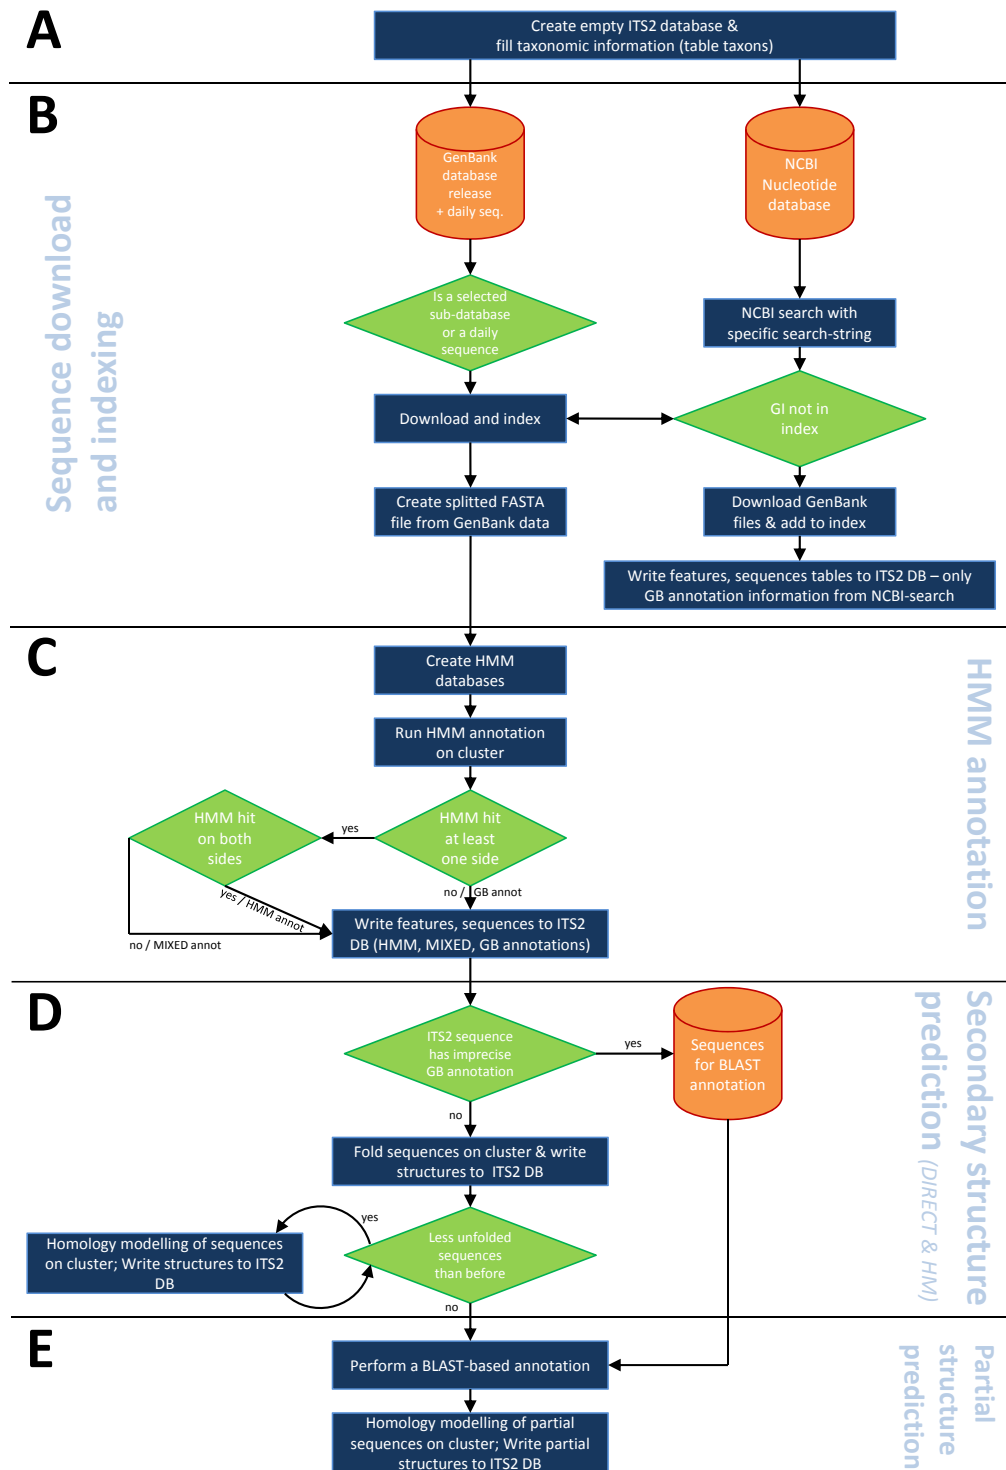 A
Create empty ITS2 database &
fill taxonomic information (table taxons)
B
Sequence download
and indexing
GenBank
database
release
+ daily seq.
NCBI
Nucleotide
database
Is a selected
sub-database
or a daily
sequence
NCBI search with
specific search-string
Download and index
GI not in
index
Create splitted FASTA
file from GenBank data
Download GenBank
files & add to index
Write features, sequences tables to ITS2 DB – only
GB annotation information from NCBI-search
C
HMM annotation
Create HMM
databases
Run HMM annotation
on cluster
HMM hit
on both
sides
yes
HMM hit
at least
one side
yes / HMM annot
no / GB annot
no / MIXED annot
Write features, sequences to ITS2
DB (HMM, MIXED, GB annotations)
D
Secondary structure
prediction (DIRECT & HM)
ITS2 sequence
has imprecise
GB annotation
yes
Sequences
for BLAST
annotation
no
Fold sequences on cluster & write
structures to ITS2 DB
yes
Homology modelling of sequences
on cluster; Write structures to ITS2
DB
Less unfolded
sequences
than before
no
E
Partial
structure
prediction
Perform a BLAST-based annotation
Homology modelling of partial
sequences on cluster; Write partial
structures to ITS2 DB